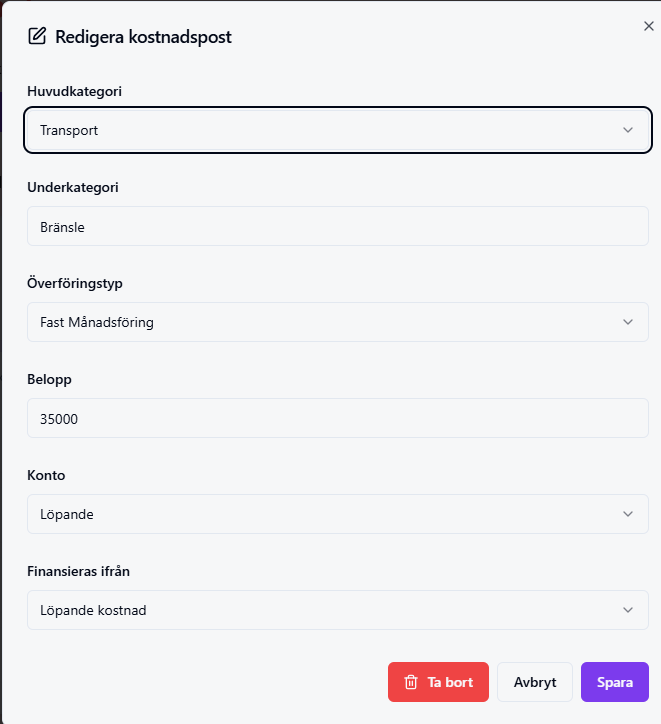 Redigera kostnadspost
Huvudkategori
Transport
Underkategori
Bränsle
Överföringstyp
Fast Månadsföring
Belopp
35000
Konto
Löpande
Finansieras ifrån
Löpande kostnad
Ta bort Avbryt Spara